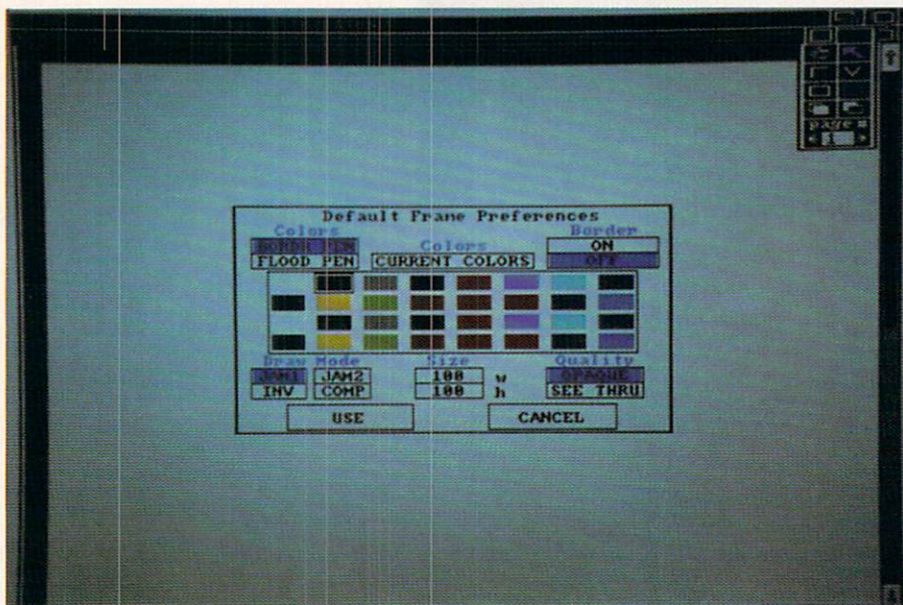 page #
1
Default Frame Preferences
Colors
Border
BORDR PEN
Colors
ON
FLOOD PEN
CURRENT COLORS
OFF
Draw Mode
Size
Quality
JAM1
JAM2
100 w
OPAQUE
INV
COMP
100 h
SEE THRU
USE
CANCEL